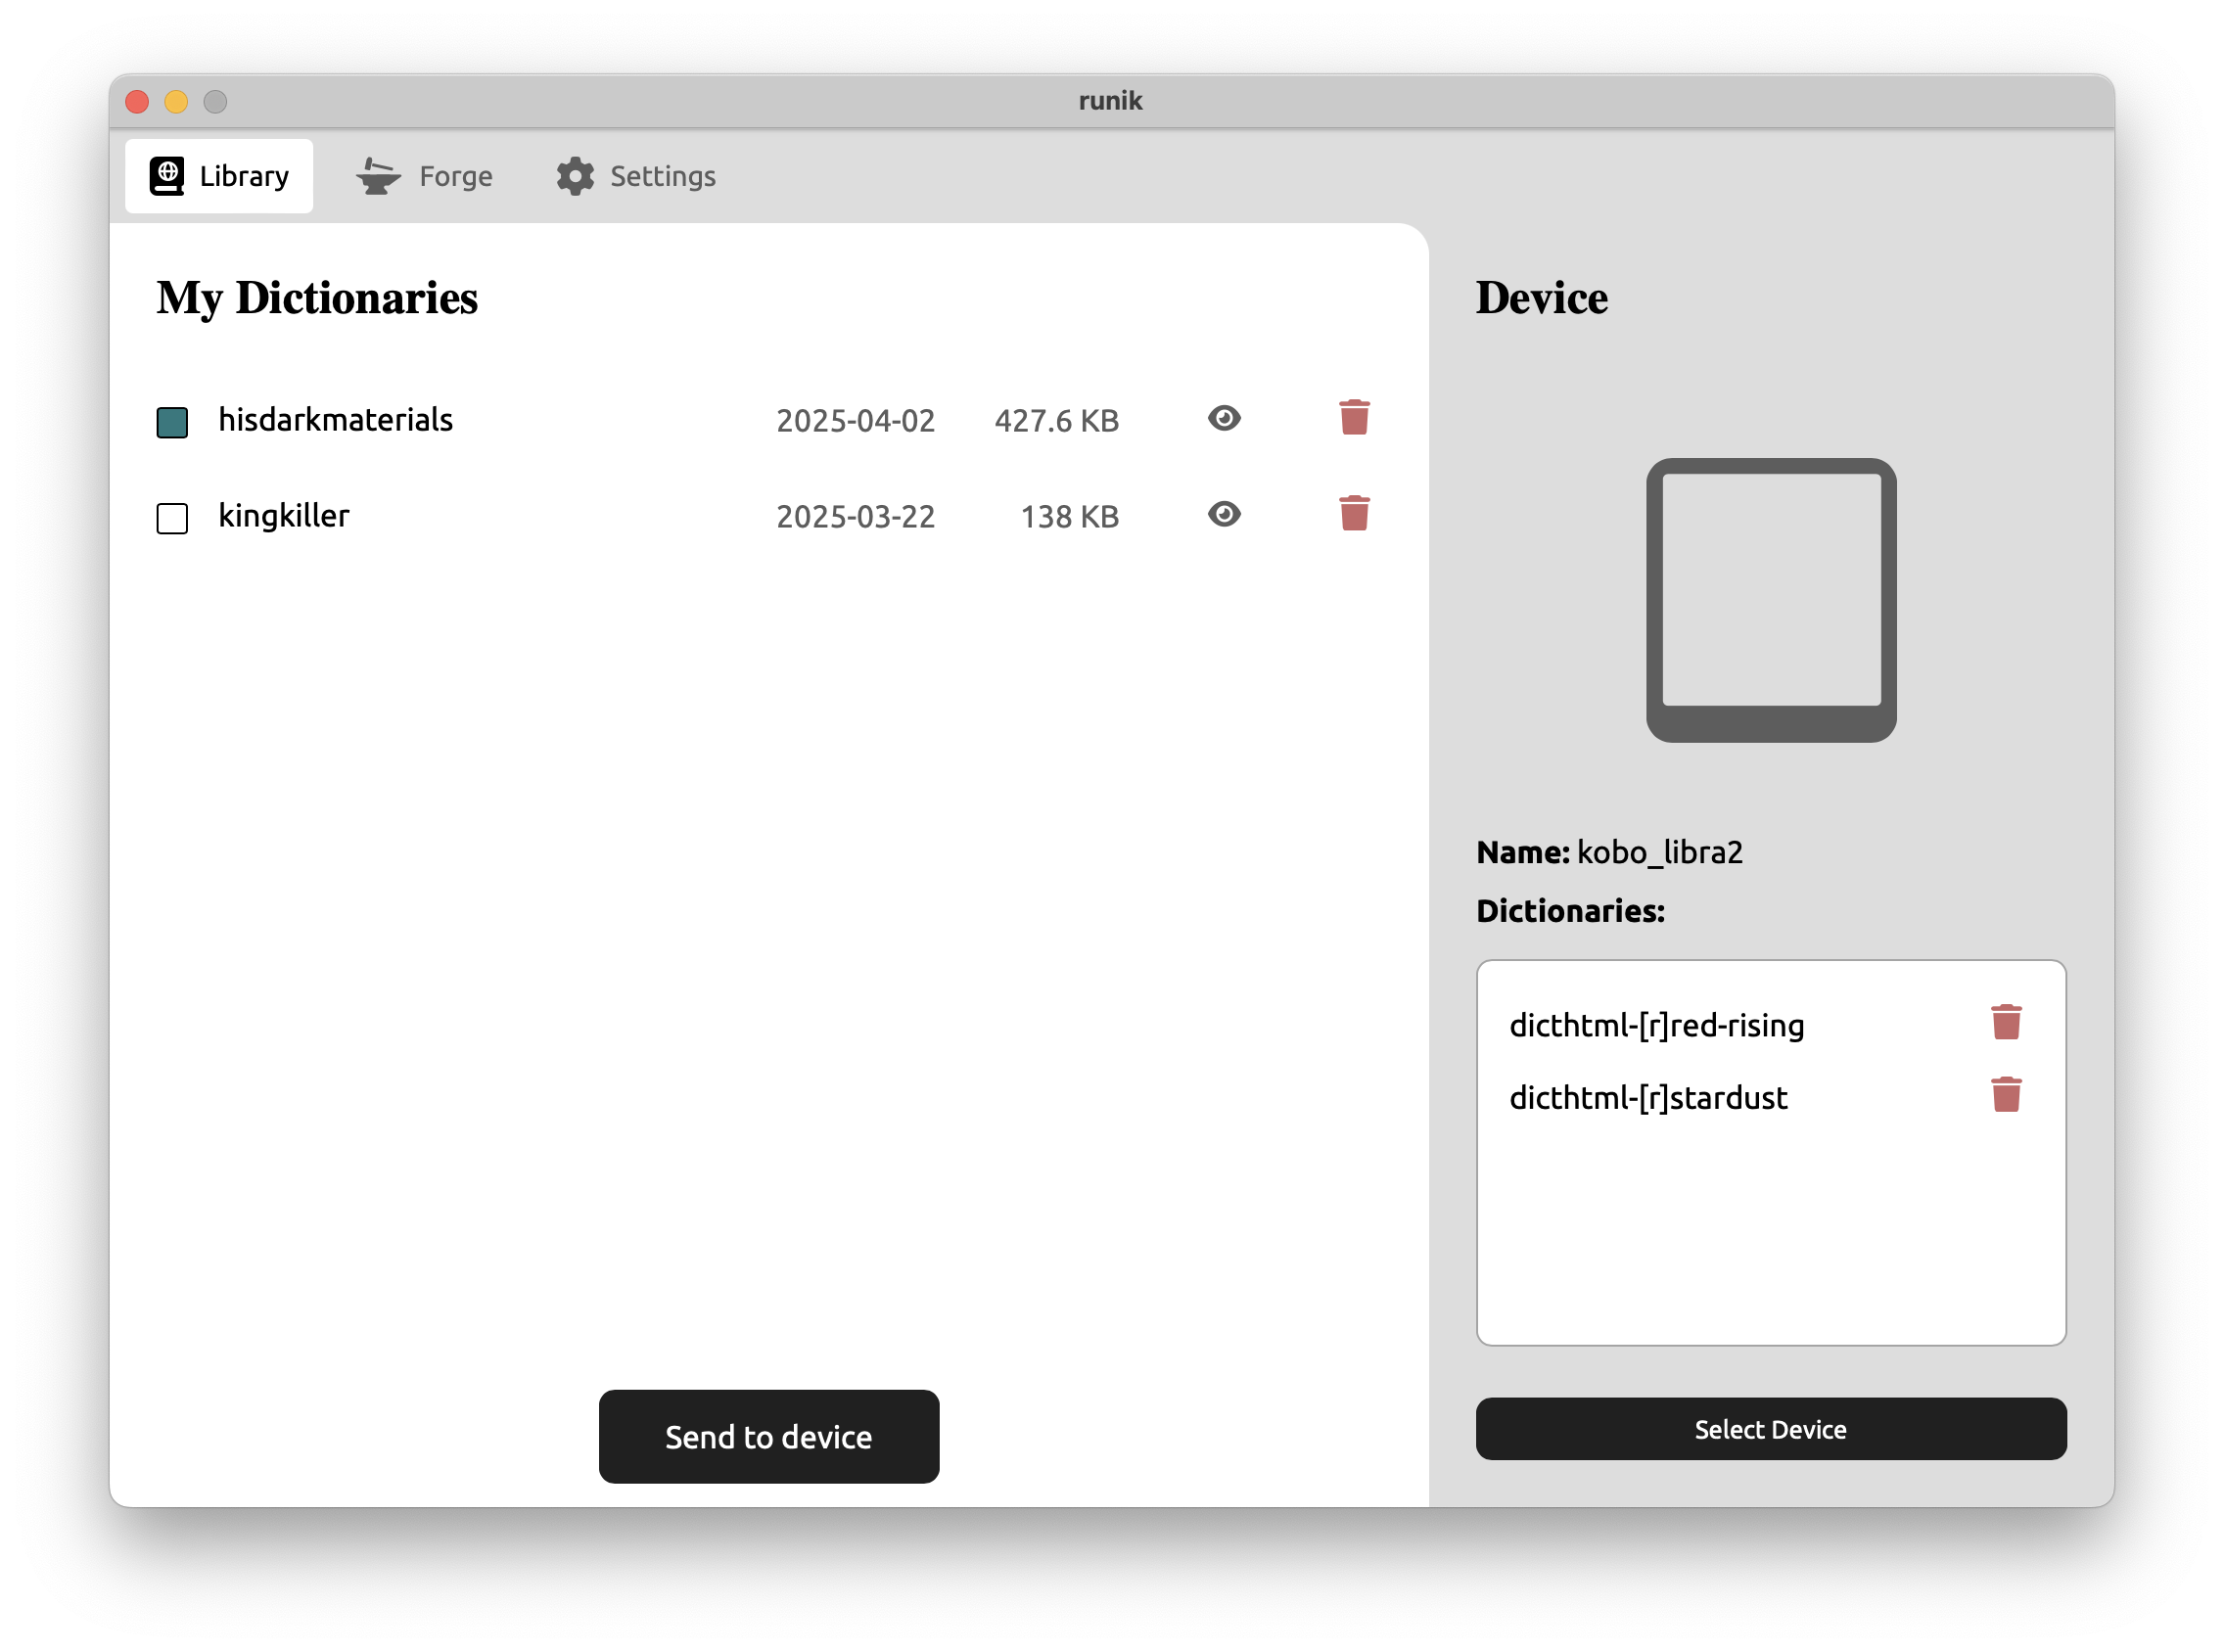 runik
Library Forge Settings
My Dictionaries
hisdarkmaterials 2025-04-02 427.6 KB
kingkiller 2025-03-22 138 KB
Send to device
Device
Name: kobo_libra2
Dictionaries:
dicthtml-[r]red-rising
dicthtml-[r]stardust
Select Device